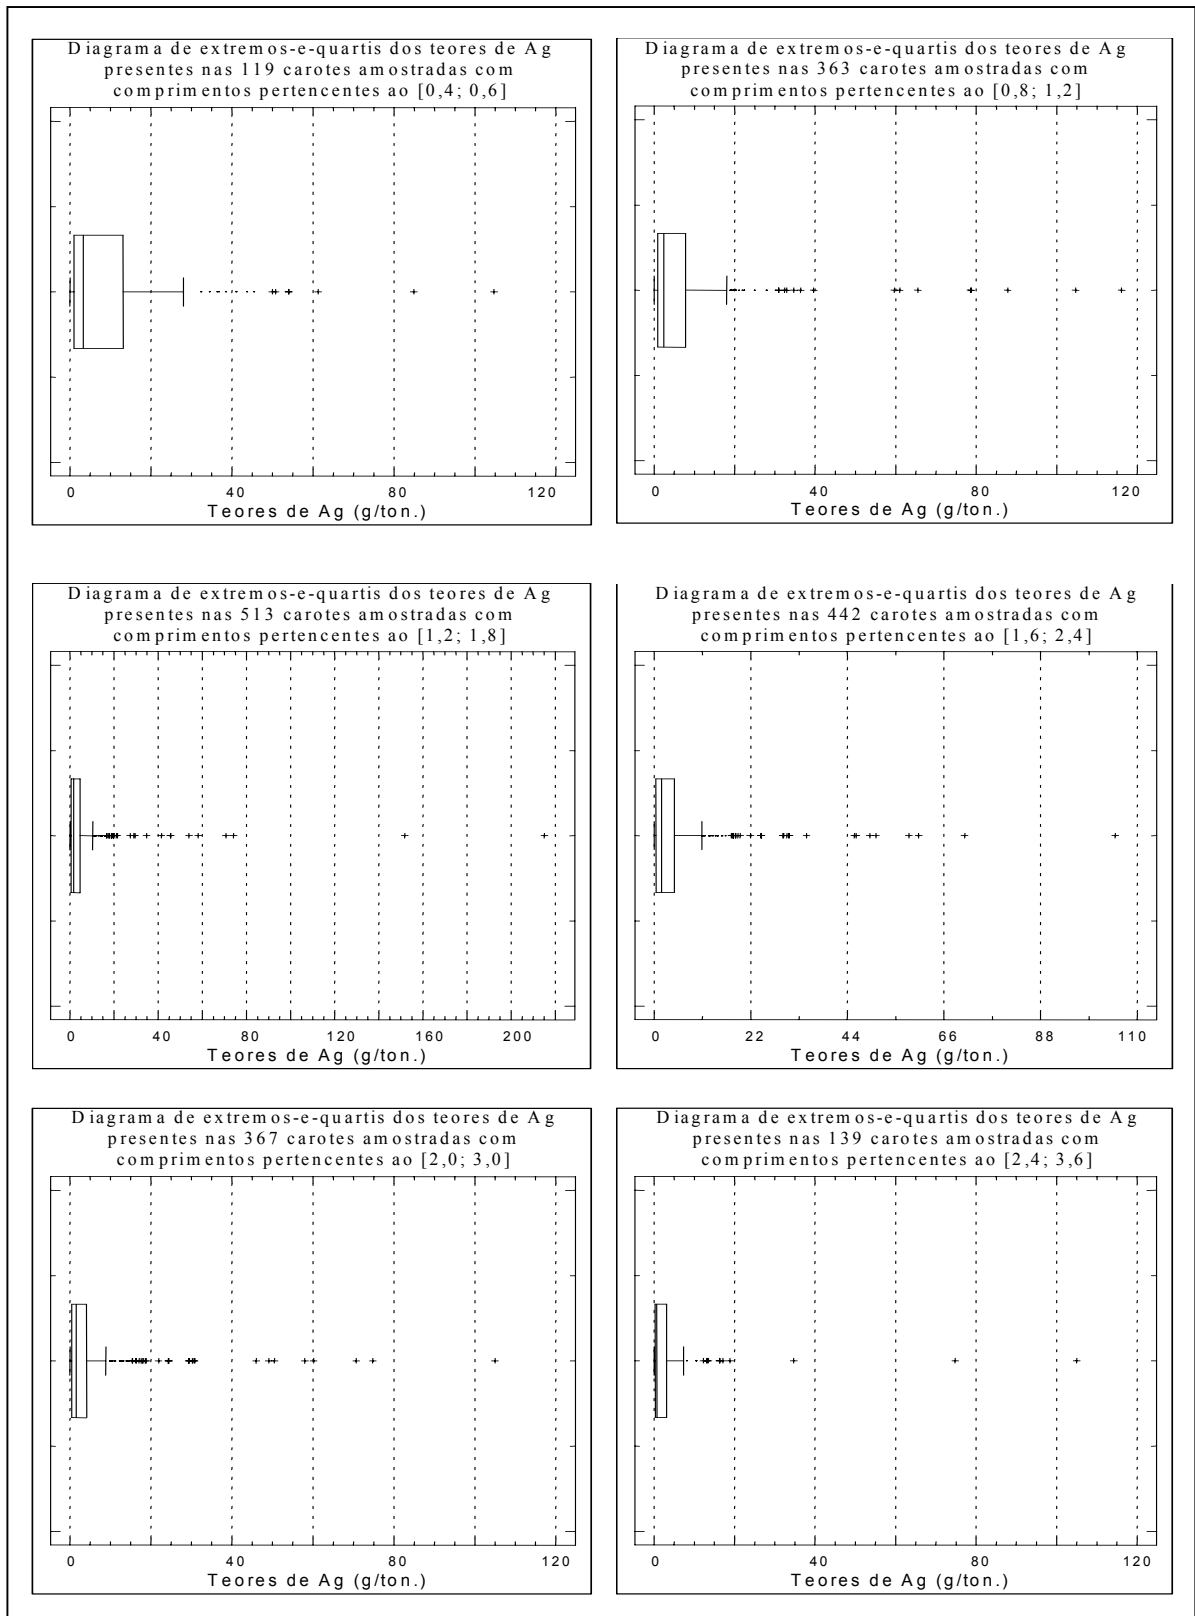 Diagrama de extremos-e-quartis dos teores de Ag
presentes nas 119 carotes amostradas com
comprimentos pertencentes ao [0,4; 0,6]
0 40 80 120
Teores de Ag (g/ton.)
Diagrama de extremos-e-quartis dos teores de Ag
presentes nas 363 carotes amostradas com
comprimentos pertencentes ao [0,8; 1,2]
0 40 80 120
Teores de Ag (g/ton.)
Diagrama de extremos-e-quartis dos teores de Ag
presentes nas 513 carotes amostradas com
comprimentos pertencentes ao [1,2; 1,8]
0 40 80 120 160 200
Teores de Ag (g/ton.)
Diagrama de extremos-e-quartis dos teores de Ag
presentes nas 442 carotes amostradas com
comprimentos pertencentes ao [1,6; 2,4]
0 22 44 66 88 110
Teores de Ag (g/ton.)
Diagrama de extremos-e-quartis dos teores de Ag
presentes nas 367 carotes amostradas com
comprimentos pertencentes ao [2,0; 3,0]
0 40 80 120
Teores de Ag (g/ton.)
Diagrama de extremos-e-quartis dos teores de Ag
presentes nas 139 carotes amostradas com
comprimentos pertencentes ao [2,4; 3,6]
0 40 80 120
Teores de Ag (g/ton.)